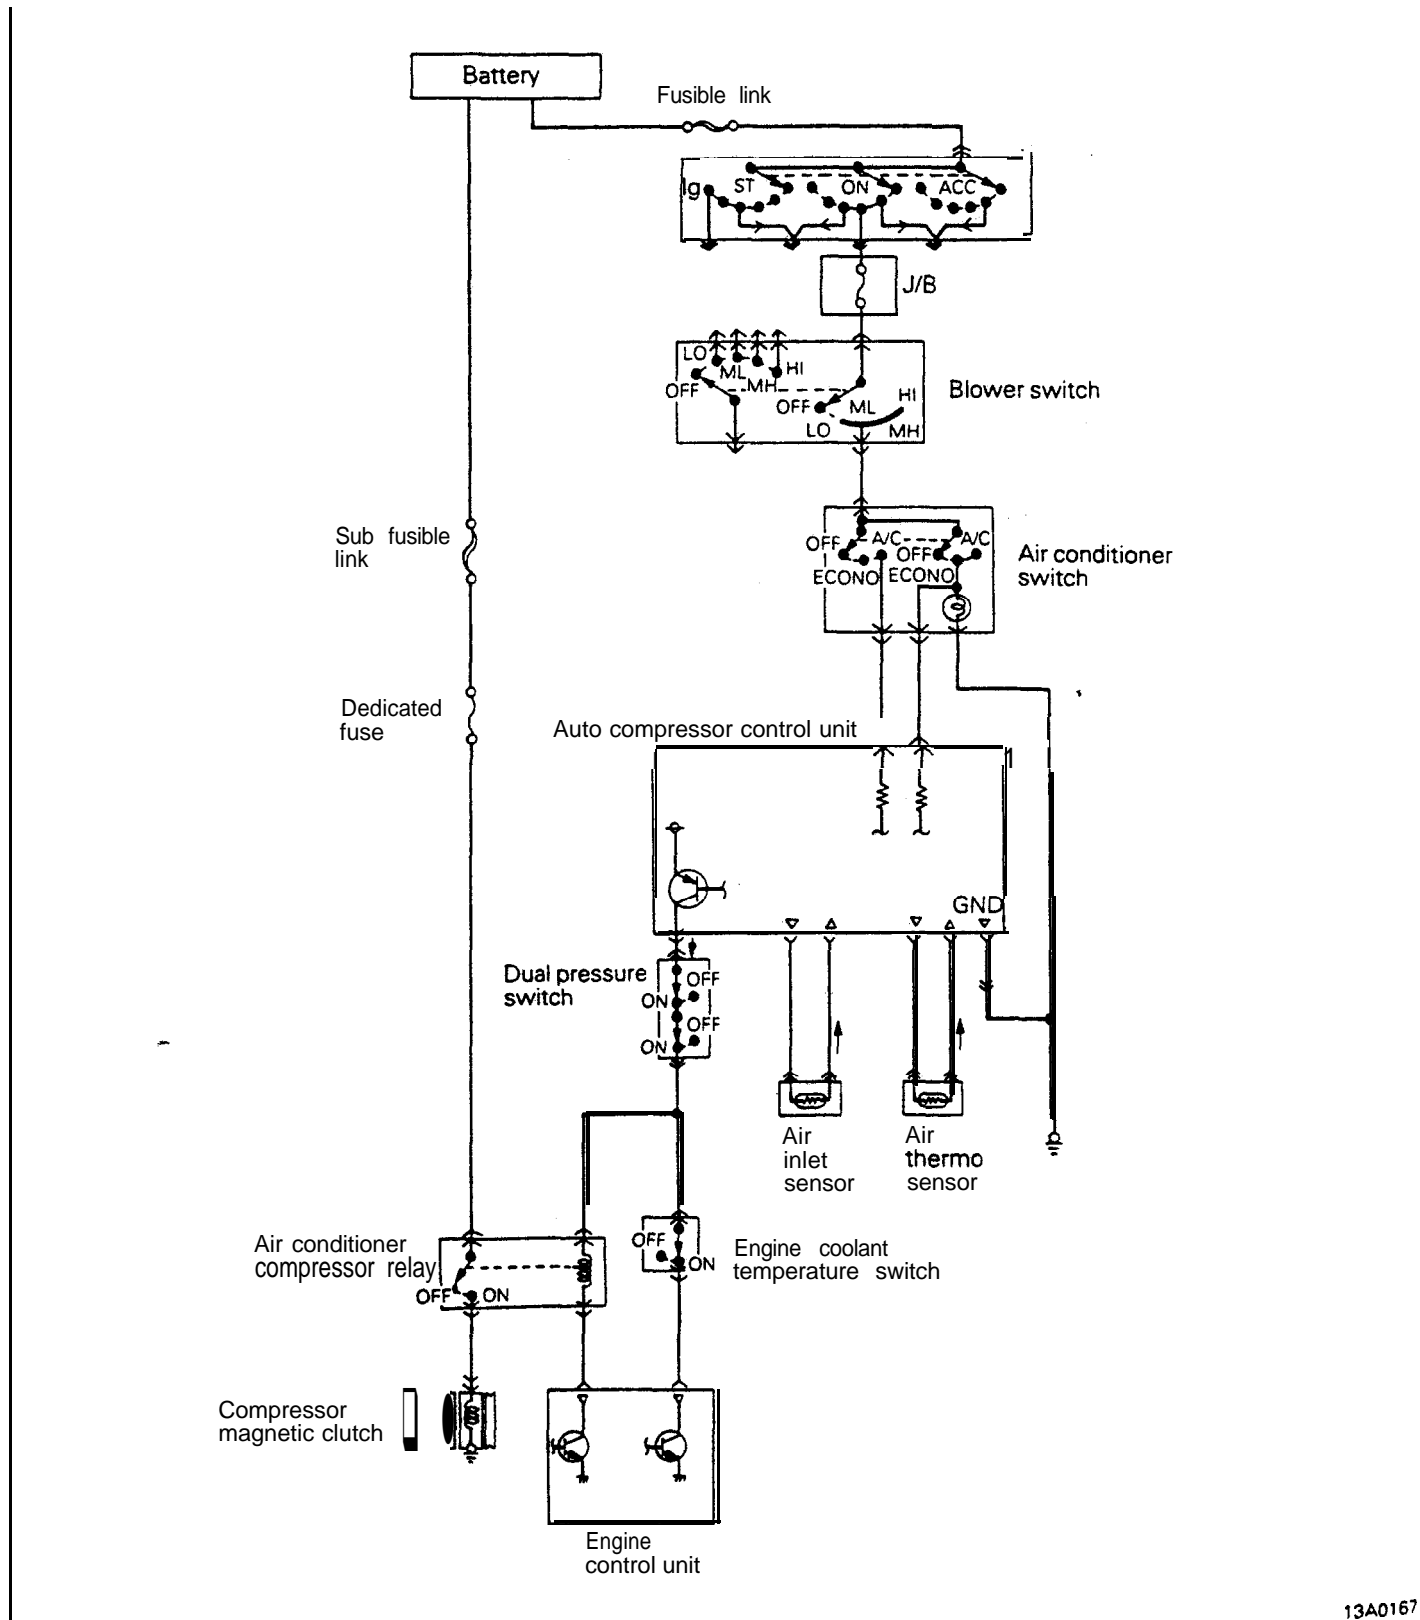 Battery
Fusible link
Ig
ST
ON
ACC
J/B
LO
ML
MH
HI
OFF
OFF
LO
ML
HI
MH
Blower switch
OFF
A/C
OFF
A/C
ECONO
ECONO
Air conditioner
switch
Sub fusible
link
Dedicated
fuse
Auto compressor control unit
GND
Dual pressure
switch
OFF
ON
OFF
ON
Air
inlet
sensor
Air
thermo
sensor
Air conditioner
compressor relay
OFF
ON
OFF
ON
Engine coolant
temperature switch
Compressor
magnetic clutch
Engine
control unit
13A0167